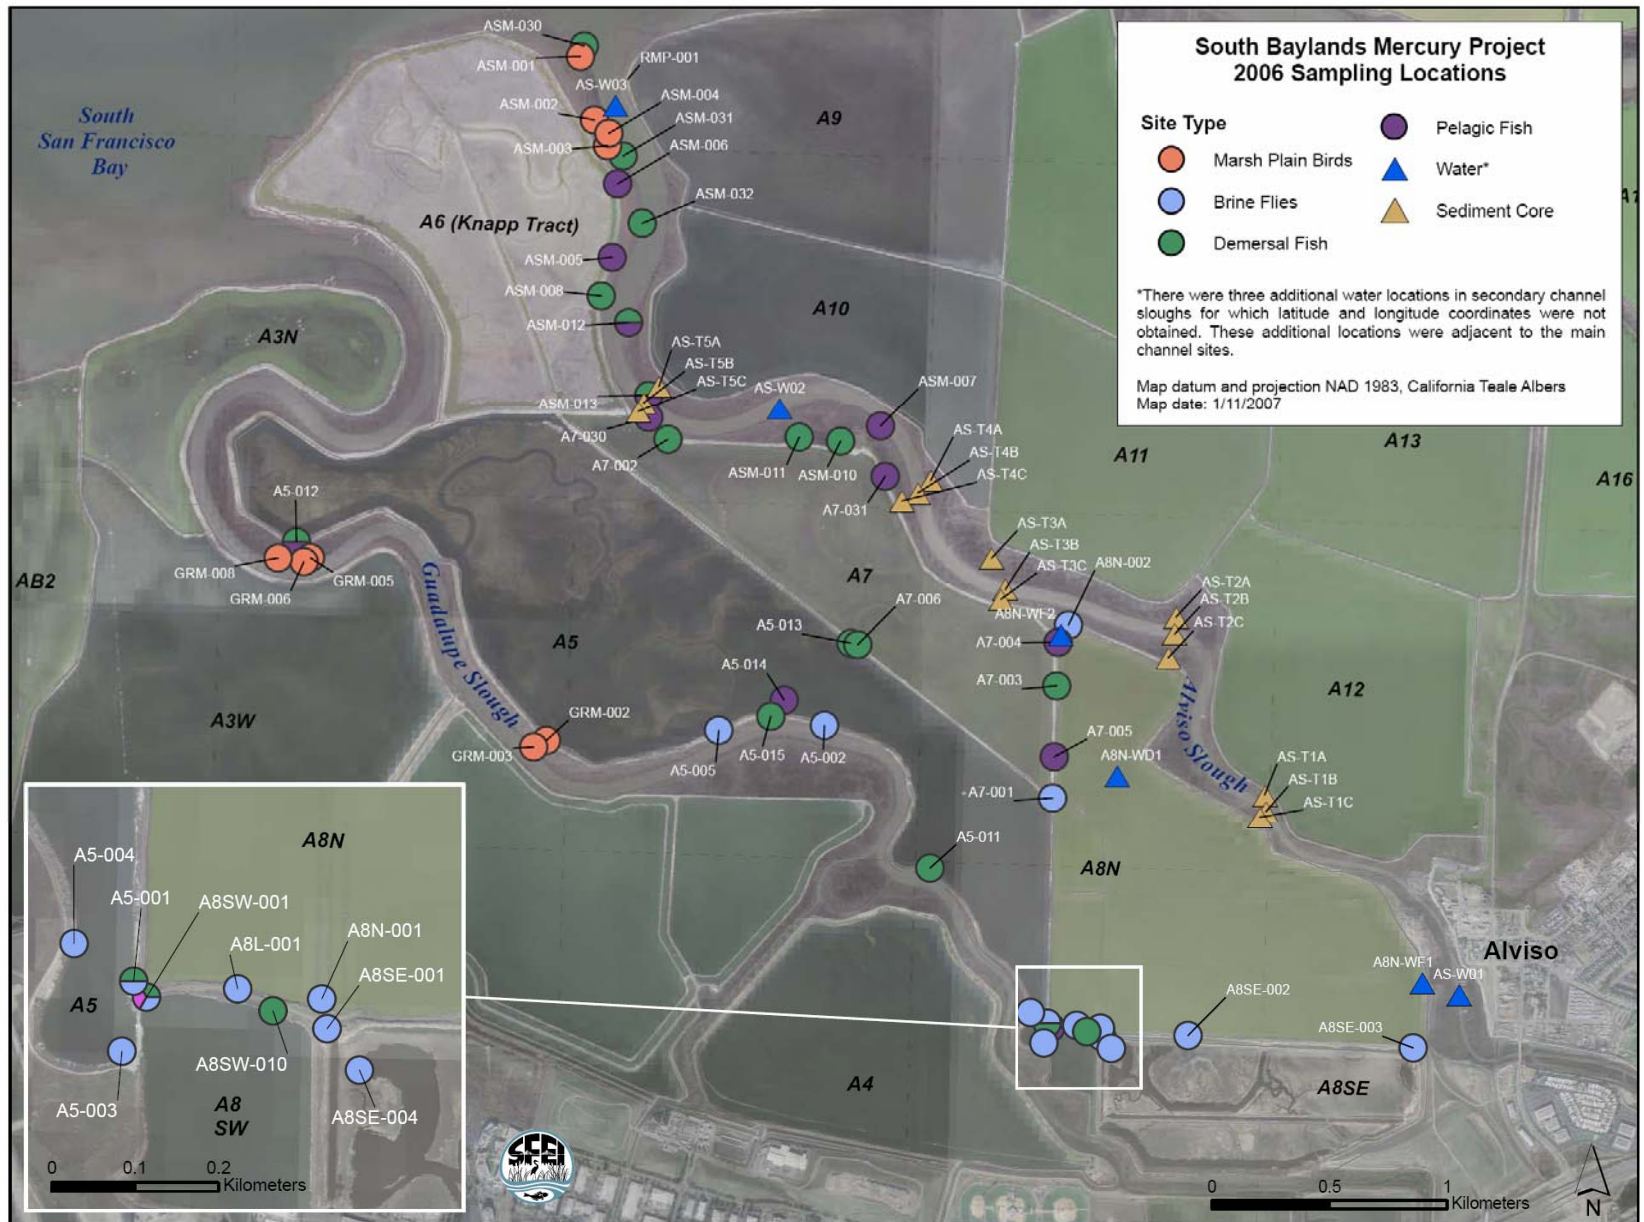 South Baylands Mercury Project
2006 Sampling Locations
Site Type
Marsh Plain Birds
Brine Flies
Demersal Fish
Pelagic Fish
Water*
Sediment Core
*There were three additional water locations in secondary channel
sloughs for which latitude and longitude coordinates were not
obtained. These additional locations were adjacent to the main
channel sites.
Map datum and projection NAD 1983, California Teale Albers
Map date: 1/11/2007
South
San Francisco
Bay
ASM-030
ASM-001
RMP-001
AS-W03
ASM-002
ASM-004
ASM-031
ASM-003
ASM-006
A9
ASM-032
A6 (Knapp Tract)
ASM-005
ASM-008
ASM-012
A10
A3N
AS-T5A
AS-T5B
AS-T5C
AS-W02
ASM-007
ASM-013
A7-030
A7-002
ASM-011
ASM-010
AS-T4A
AS-T4B
AS-T4C
A7-031
A11
A13
A16
A5-012
GRM-008
GRM-006
GRM-005
AB2
Guadalupe Slough
A7
AS-T3A
AS-T3B
AS-T3C
A8N-002
A8N-WF2
A7-006
A5-013
A7-004
A7-003
AS-T2A
AS-T2B
AS-T2C
A5
A5-014
A12
A3W
GRM-002
GRM-003
A5-005
A5-015
A5-002
A7-005
A8N-WD1
Alviso Slough
A7-001
AS-T1A
AS-T1B
AS-T1C
A5-011
A8N
Alviso
A8N-WF1
AS-W01
A8SE-002
A8SE-003
A4
A8SE
A8N
A5-004
A5-001
A8SW-001
A8L-001
A8N-001
A8SE-001
A5
A8SW-010
A5-003
A8
SW
A8SE-004
0 0.1 0.2
Kilometers
SFEI
0 0.5 1
Kilometers
N